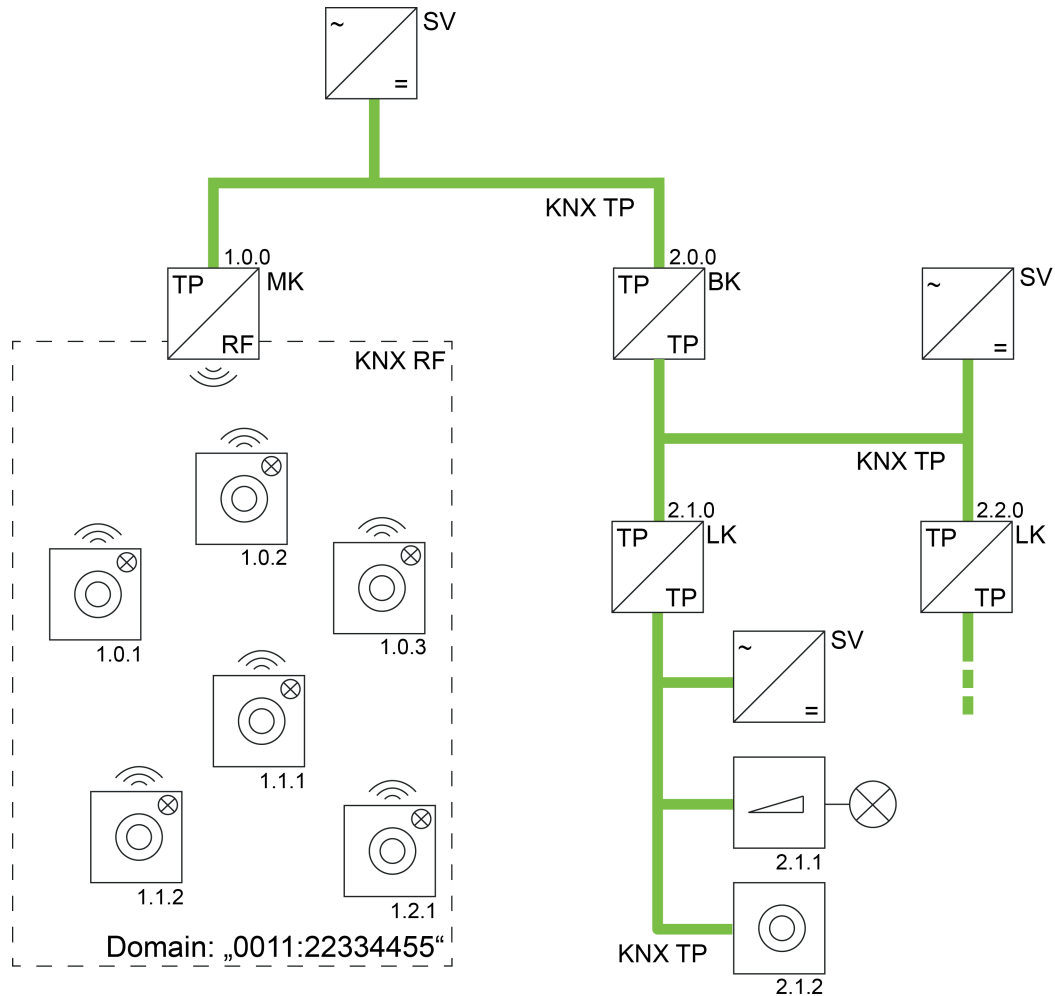 ~
SV
=
KNX TP
1.0.0
TP
MK
RF
KNX RF
2.0.0
TP
BK
TP
~
SV
=
KNX TP
1.0.2
1.0.1
1.0.3
1.1.1
1.1.2
1.2.1
Domain: „0011:22334455“
2.1.0
TP
LK
TP
2.2.0
TP
LK
TP
~
SV
=
2.1.1
KNX TP
2.1.2